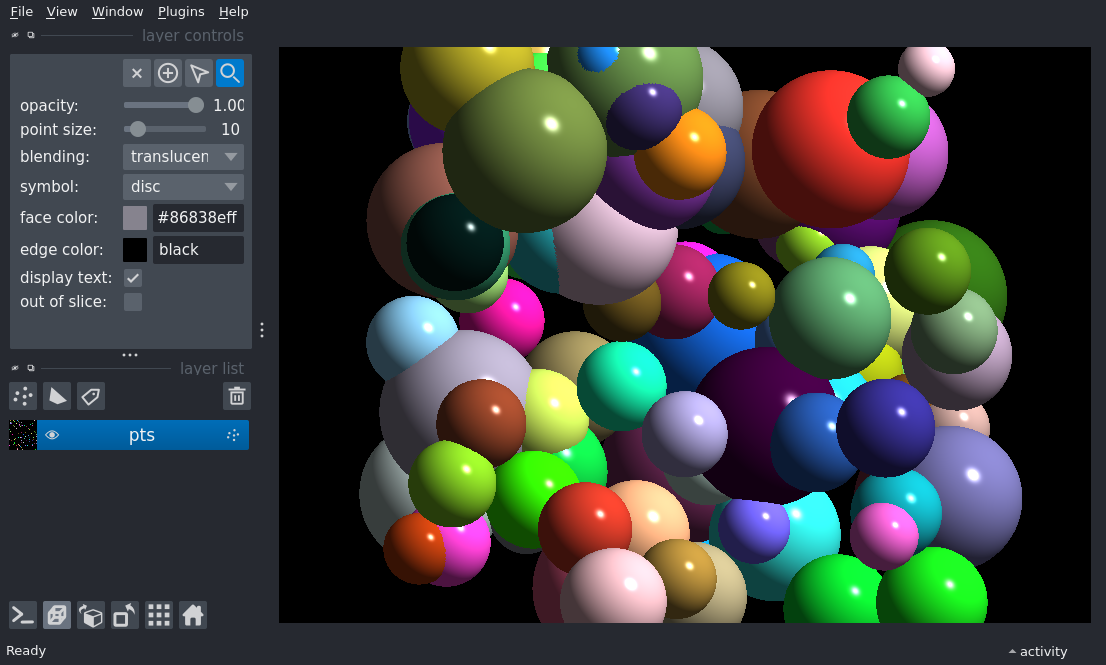 File View Window Plugins Help
layer controls
opacity: 1.00
point size: 10
blending: translucen
symbol: disc
face color: #86838eff
edge color: black
display text:
out of slice:
layer list
pts
Ready
activity